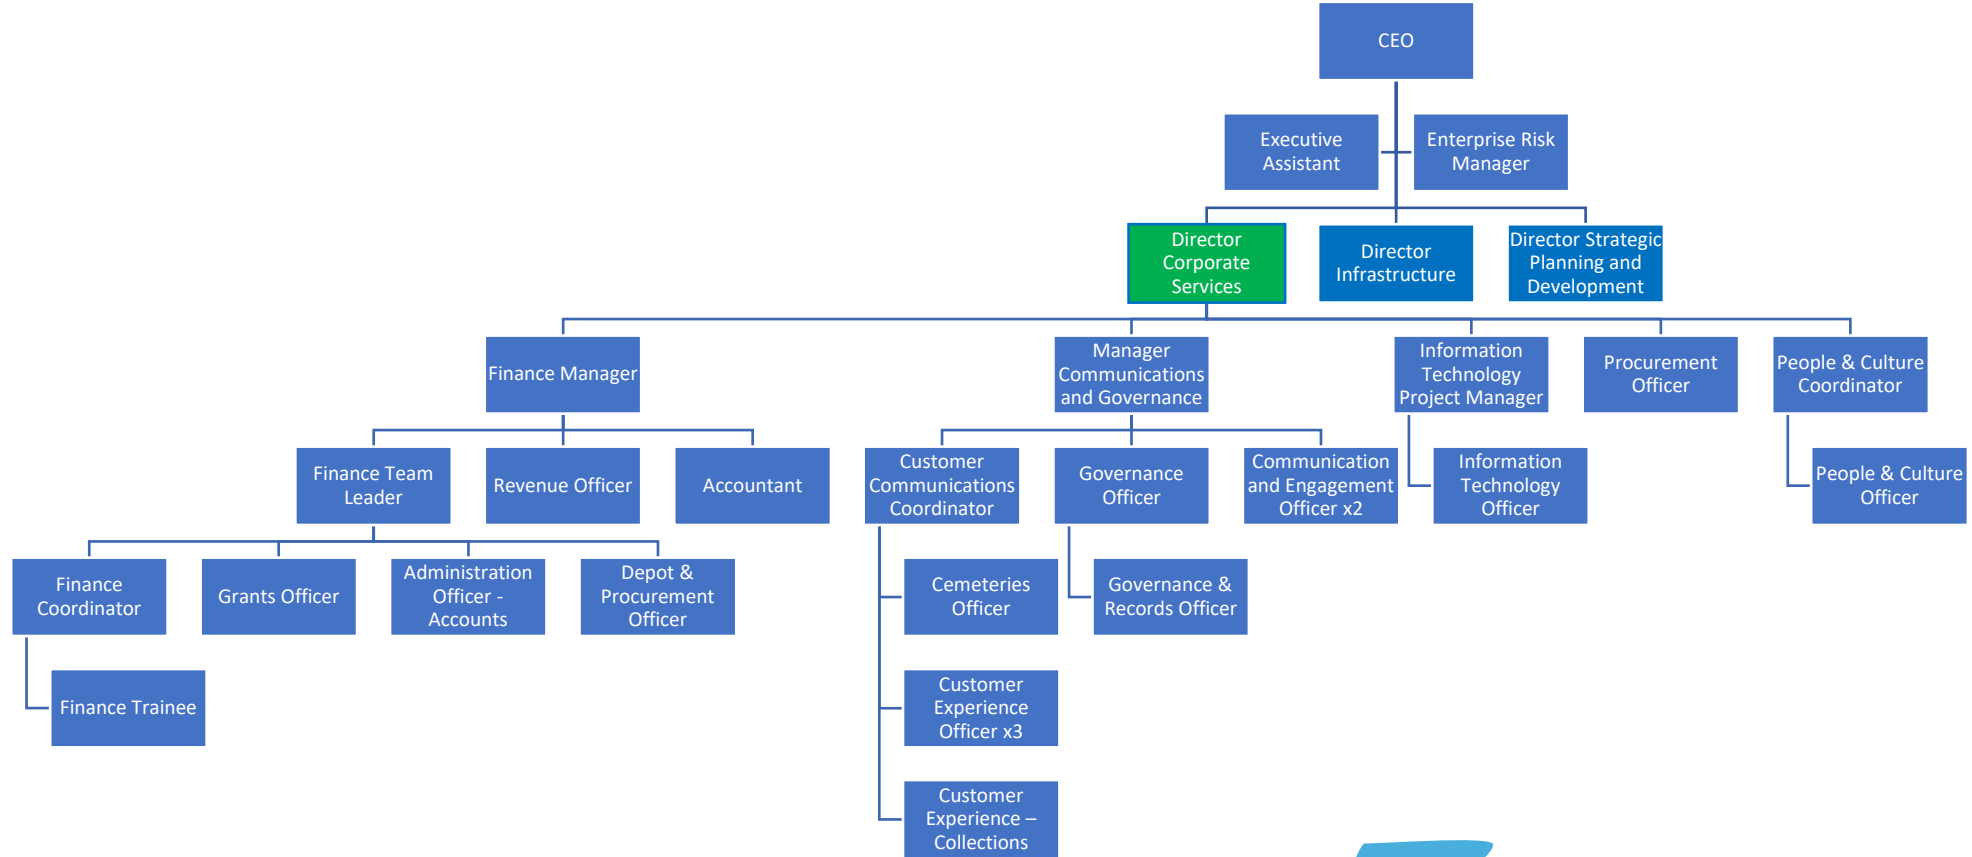 CEO
Executive
Assistant
Enterprise Risk
Manager
Director
Corporate
Services
Director
Infrastructure
Director Strategic
Planning and
Development
Finance Manager
Manager
Communications
and Governance
Information
Technology
Project Manager
Procurement
Officer
People & Culture
Coordinator
Finance Team
Leader
Revenue Officer
Accountant
Customer
Communications
Coordinator
Governance
Officer
Communication
and Engagement
Officer x2
Information
Technology
Officer
People & Culture
Officer
Finance
Coordinator
Grants Officer
Administration
Officer -
Accounts
Depot &
Procurement
Officer
Cemeteries
Officer
Governance &
Records Officer
Finance Trainee
Customer
Experience
Officer x3
Customer
Experience –
Collections